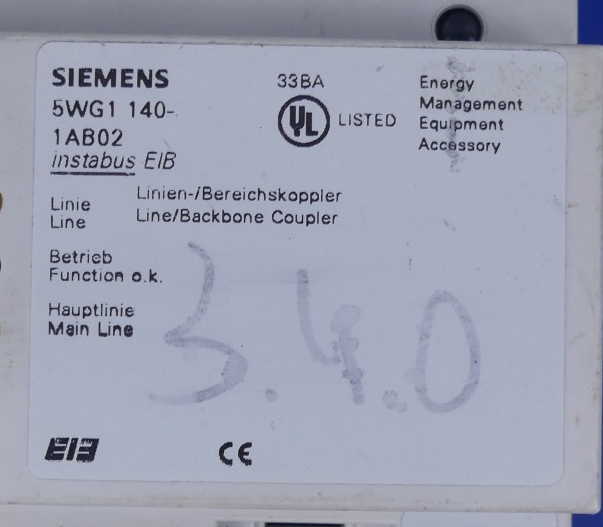 SIEMENS
5WG1 140-
1AB02
instabus EIB
33BA
UL LISTED
Energy
Management
Equipment
Accessory
Linie
Line
Linien-/Bereichskoppler
Line/Backbone Coupler
Betrieb
Function o.k.
Hauptlinie
Main Line
3.4.0
EIB
CE